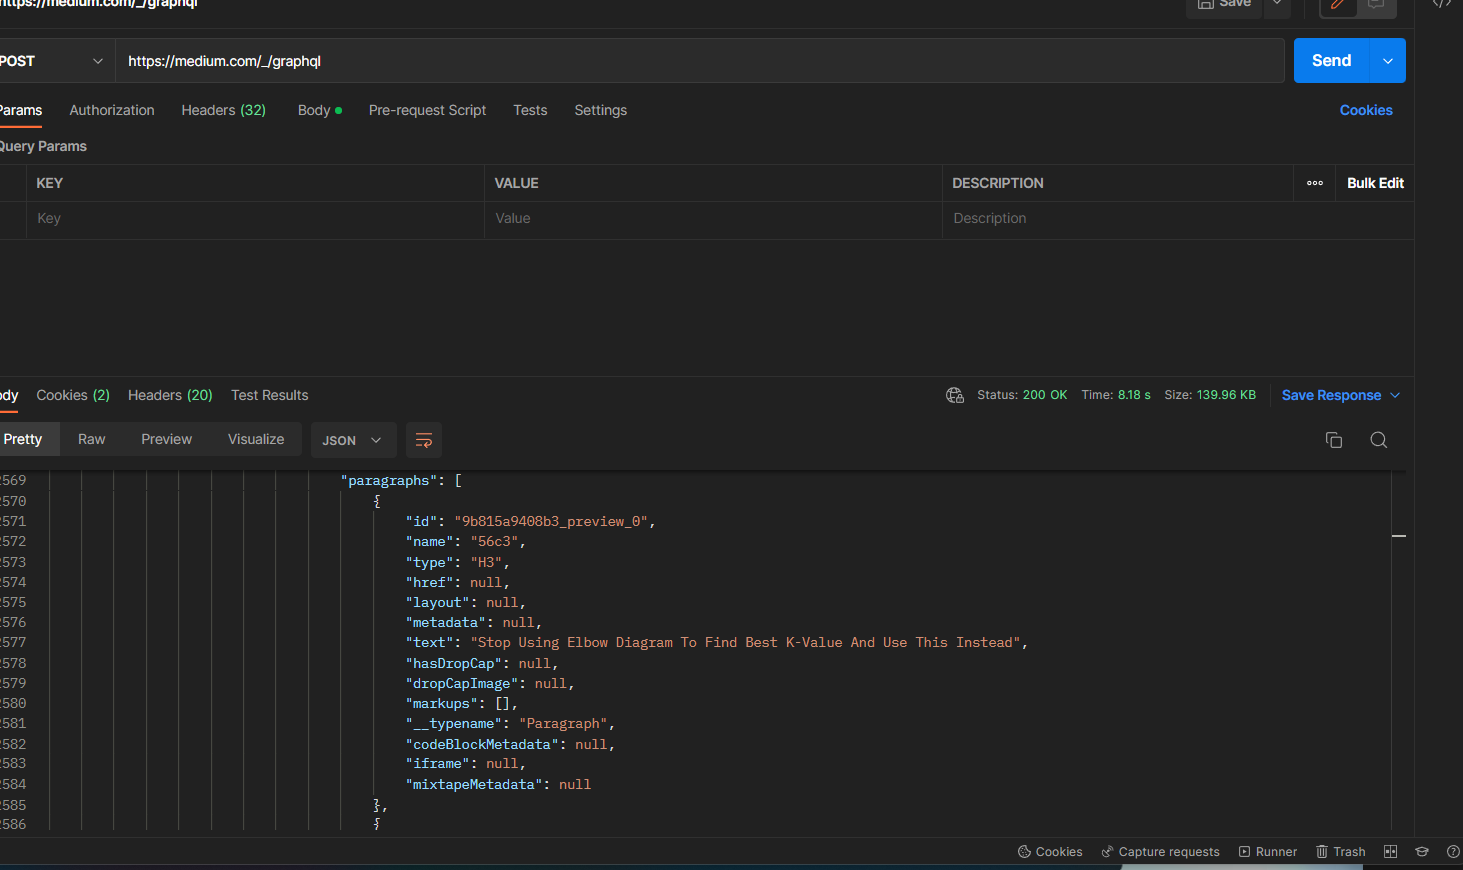 https://medium.com/_/graphql
Save
POST
https://medium.com/_/graphql
Send
Params Authorization Headers (32) Body Pre-request Script Tests Settings Cookies
Query Params
KEY VALUE DESCRIPTION Bulk Edit
Key Value Description
Body Cookies (2) Headers (20) Test Results Status: 200 OK Time: 8.18 s Size: 139.96 KB Save Response
Pretty Raw Preview Visualize JSON
2569 "paragraphs": [
2570 {
2571 "id": "9b815a9408b3_preview_0",
2572 "name": "56c3",
2573 "type": "H3",
2574 "href": null,
2575 "layout": null,
2576 "metadata": null,
2577 "text": "Stop Using Elbow Diagram To Find Best K-Value And Use This Instead",
2578 "hasDropCap": null,
2579 "dropCapImage": null,
2580 "markups": [],
2581 "__typename": "Paragraph",
2582 "codeBlockMetadata": null,
2583 "iframe": null,
2584 "mixtapeMetadata": null
2585 },
2586 {
Cookies Capture requests Runner Trash